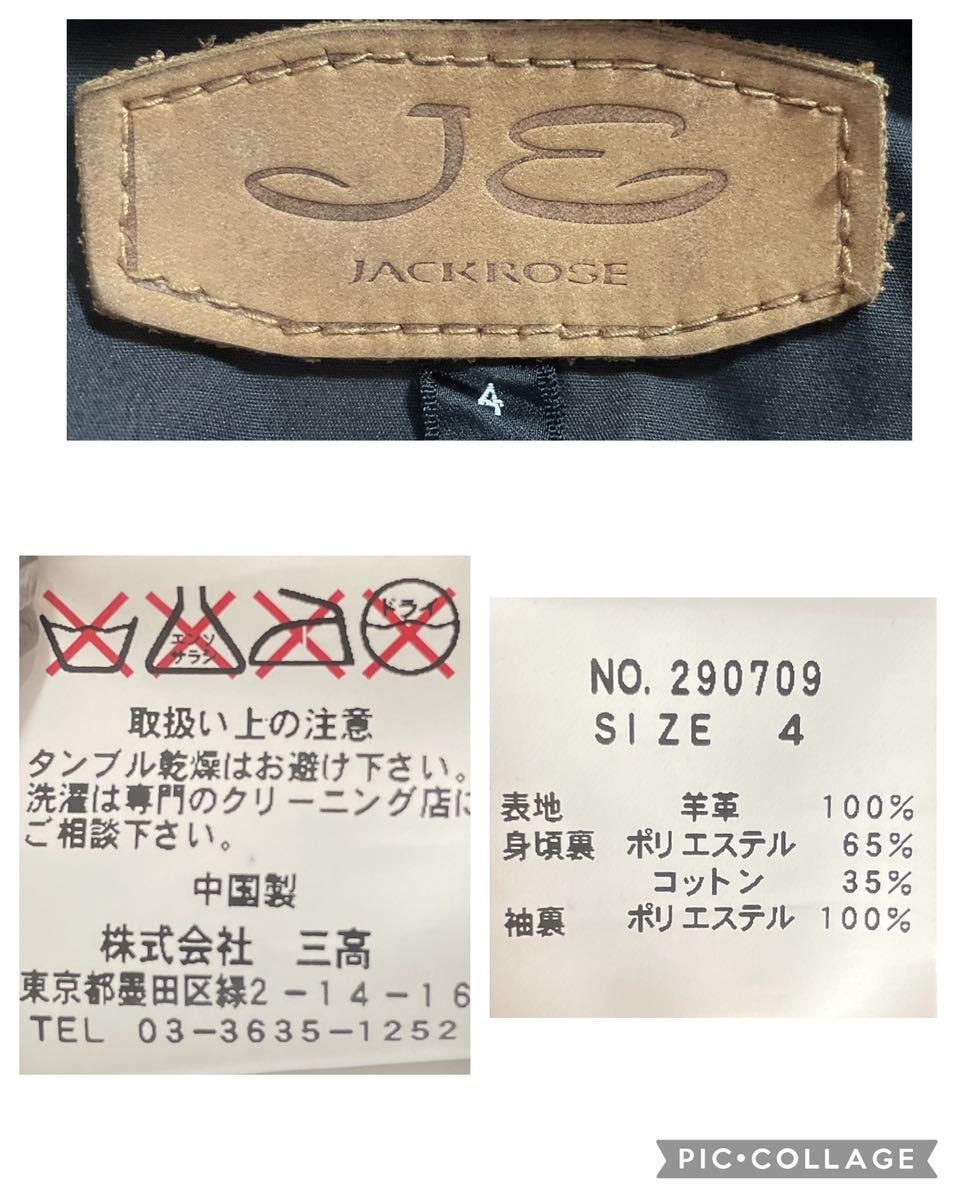 JE
JACKROSE
4
エンソ
サラシ
ドライ
取扱い上の注意
タンブル乾燥はお避け下さい。
洗濯は専門のクリーニング店に
ご相談下さい。
中国製
株式会社 三高
東京都墨田区緑2-14-16
TEL 03-3635-1252
NO. 290709
SIZE 4
表地 羊革 100%
身頃裏 ポリエステル 65%
コットン 35%
袖裏 ポリエステル 100%
PIC•COLLAGE